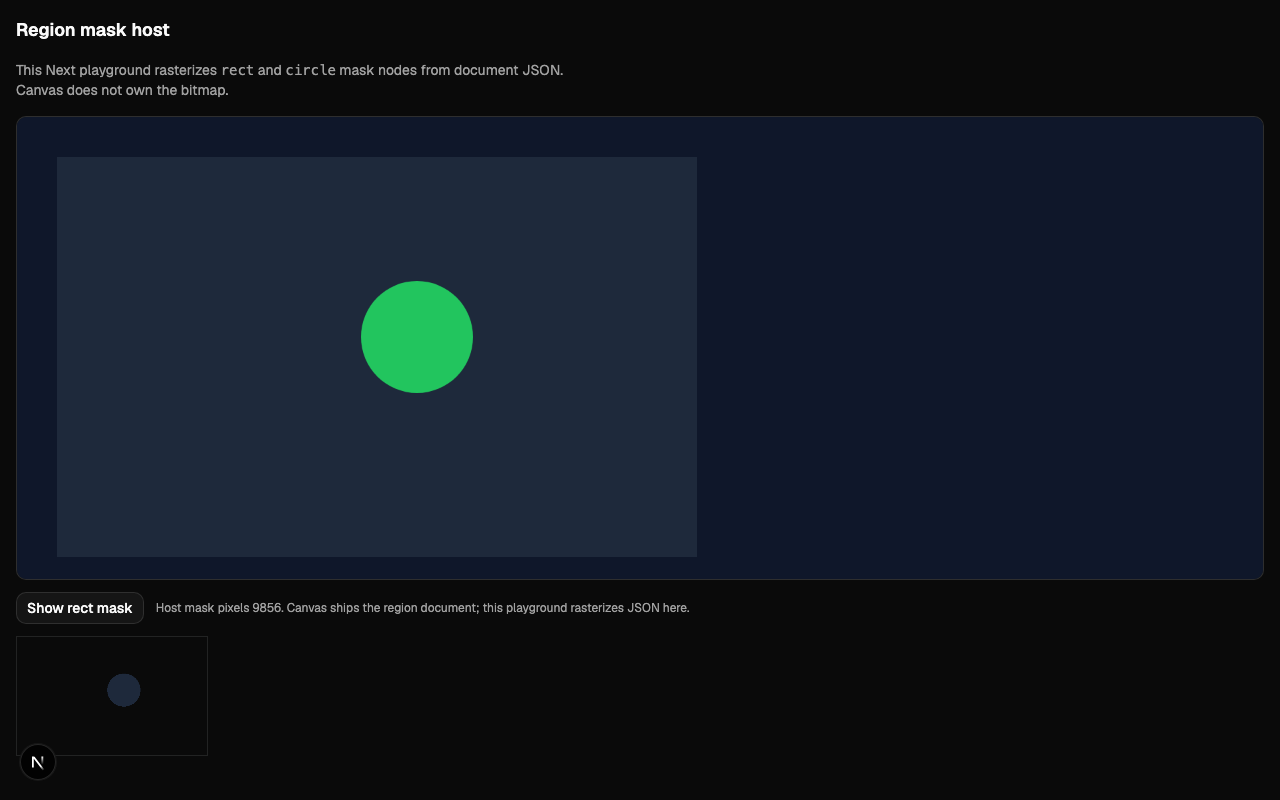 Region mask host
This Next playground rasterizes rect and circle mask nodes from document JSON.
Canvas does not own the bitmap.
Show rect mask
Host mask pixels 9856. Canvas ships the region document; this playground rasterizes JSON here.
N